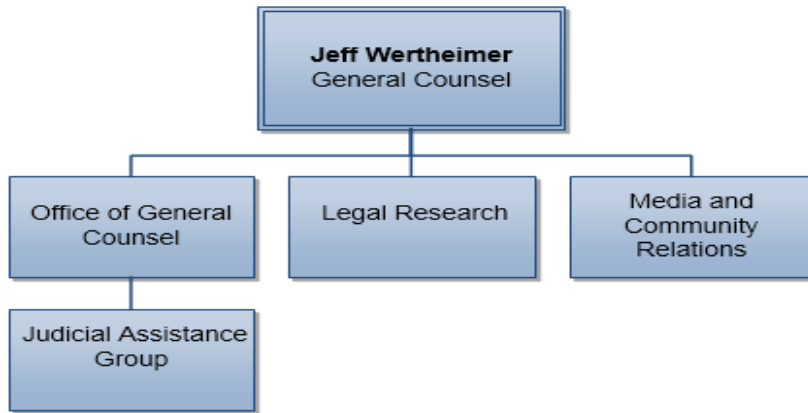 Jeff Wertheimer
General Counsel
Office of General
Counsel
Legal Research
Media and
Community
Relations
Judicial Assistance
Group